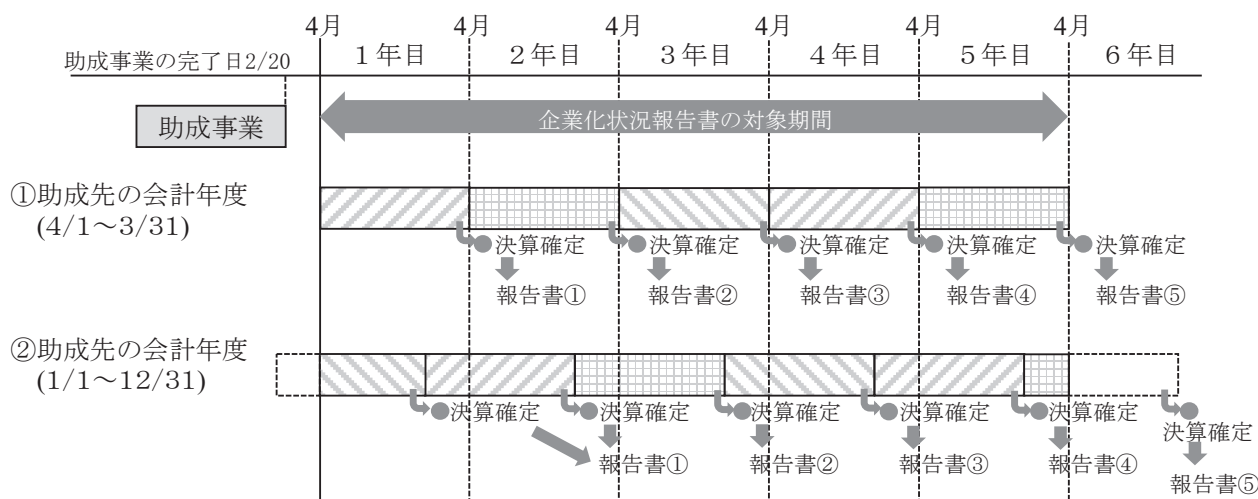 4月 4月 4月 4月 4月 4月
助成事業の完了日2/20 1年目 2年目 3年目 4年目 5年目 6年目
助成事業 企業化状況報告書の対象期間
①助成先の会計年度
(4/1～3/31)
決算確定 決算確定 決算確定 決算確定 決算確定
報告書① 報告書② 報告書③ 報告書④ 報告書⑤
②助成先の会計年度
(1/1～12/31)
決算確定 決算確定 決算確定 決算確定 決算確定 決算確定
報告書① 報告書② 報告書③ 報告書④
報告書⑤